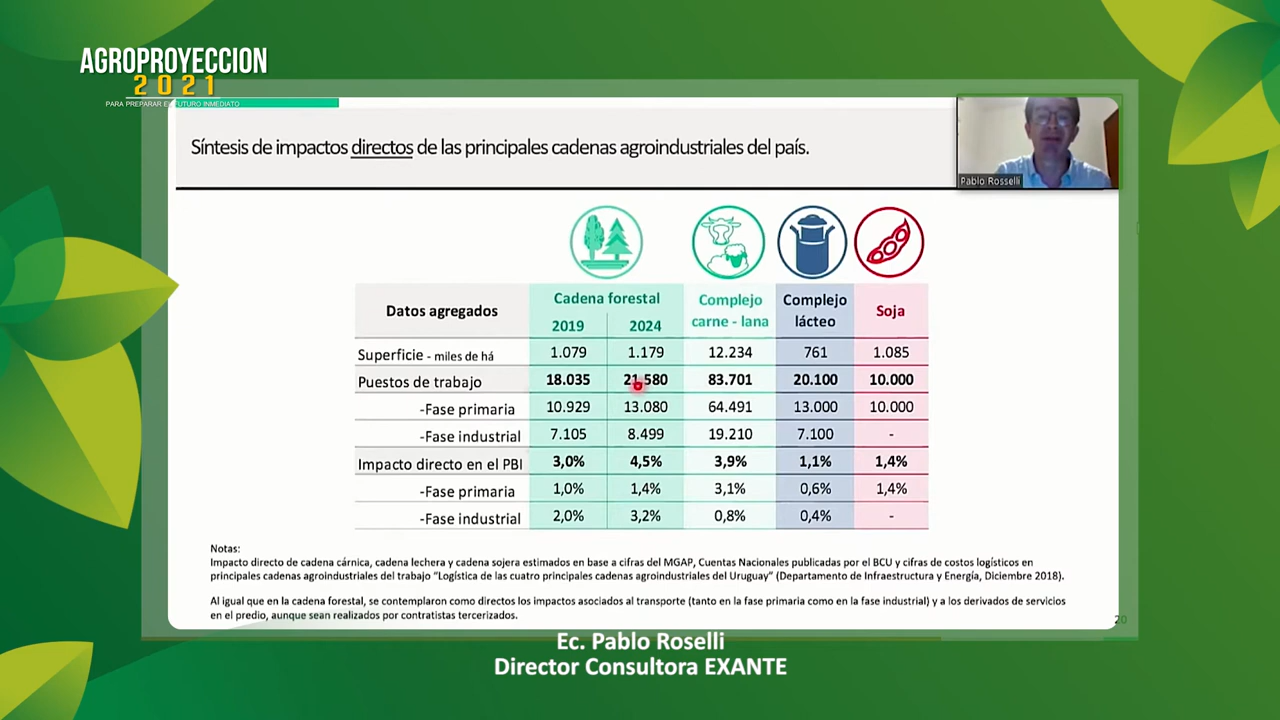 AGROPROYECCION
2021
PARA PREPARAR EL FUTURO INMEDIATO
Síntesis de impactos directos de las principales cadenas agroindustriales del país.
Pablo Rosselli
Datos agregados
Cadena forestal
2019 2024
Complejo
carne - lana
Complejo
lácteo
Soja
Superficie - miles de há 1.079 1.179 12.234 761 1.085
Puestos de trabajo 18.035 21.580 83.701 20.100 10.000
-Fase primaria 10.929 13.080 64.491 13.000 10.000
-Fase industrial 7.105 8.499 19.210 7.100 -
Impacto directo en el PBI 3,0% 4,5% 3,9% 1,1% 1,4%
-Fase primaria 1,0% 1,4% 3,1% 0,6% 1,4%
-Fase industrial 2,0% 3,2% 0,8% 0,4% -
Notas:
Impacto directo de cadena cárnica, cadena lechera y cadena sojera estimados en base a cifras del MGAP, Cuentas Nacionales publicadas por el BCU y cifras de costos logísticos en
principales cadenas agroindustriales del trabajo "Logística de las cuatro principales cadenas agroindustriales del Uruguay" (Departamento de Infraestructura y Energía, Diciembre 2018).
Al igual que en la cadena forestal, se contemplaron como directos los impactos asociados al transporte (tanto en la fase primaria como en la fase industrial) y a los derivados de servicios
en el predio, aunque sean realizados por contratistas tercerizados.
20
Ec. Pablo Roselli
Director Consultora EXANTE